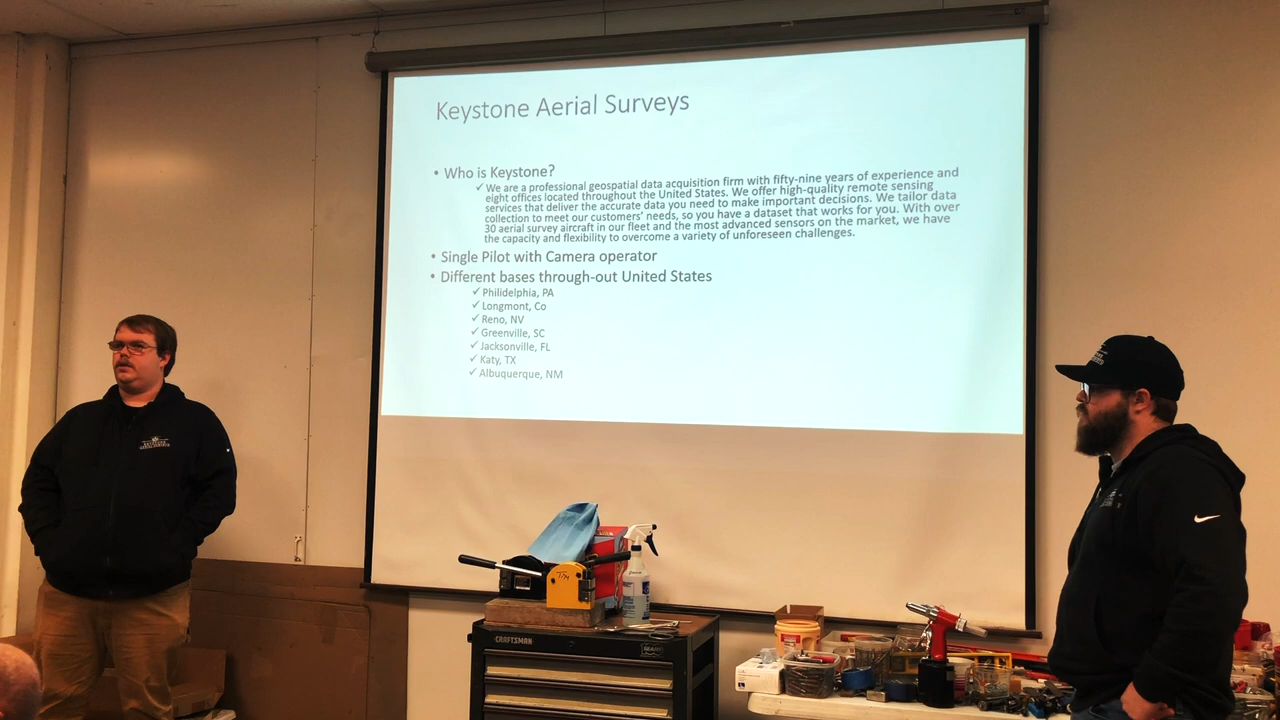 Keystone Aerial Surveys
• Who is Keystone?
✓ We are a professional geospatial data acquisition firm with fifty-nine years of experience and
eight offices located throughout the United States. We offer high-quality remote sensing
services that deliver the accurate data you need to make important decisions. We tailor data
collection to meet our customers' needs, so you have a dataset that works for you. With over
30 aerial survey aircraft in our fleet and the most advanced sensors on the market, we have
the capacity and flexibility to overcome a variety of unforeseen challenges.
• Single Pilot with Camera operator
• Different bases through-out United States
✓ Philidelphia, PA
✓ Longmont, Co
✓ Reno, NV
✓ Greenville, SC
✓ Jacksonville, FL
✓ Katy, TX
✓ Albuquerque, NM
KEYSTONE
AERIAL SURVEYS
CRAFTSMAN
SEARS